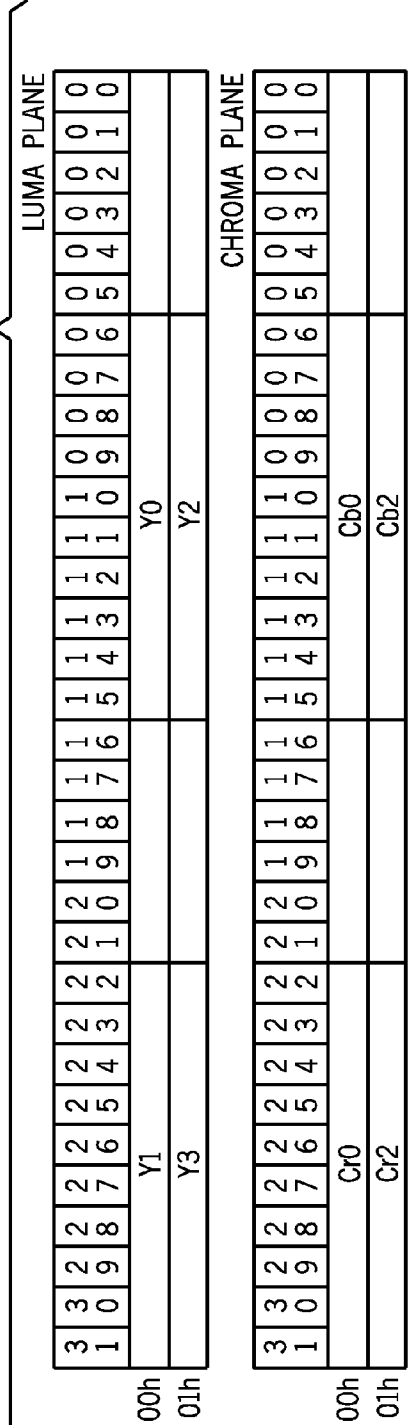 LUMA PLANE
3 3 2 2 2 2 2 2 2 2 2 2 1 1 1 1 1 1 1 1 1 1 0 0 0 0 0 0 0 0 0 0
1 0 9 8 7 6 5 4 3 2 1 0 9 8 7 6 5 4 3 2 1 0 9 8 7 6 5 4 3 2 1 0
00h Y1 Y0
01h Y3 Y2
CHROMA PLANE
3 3 2 2 2 2 2 2 2 2 2 2 1 1 1 1 1 1 1 1 1 1 0 0 0 0 0 0 0 0 0 0
1 0 9 8 7 6 5 4 3 2 1 0 9 8 7 6 5 4 3 2 1 0 9 8 7 6 5 4 3 2 1 0
00h Cr0 Cb0
01h Cr2 Cb2